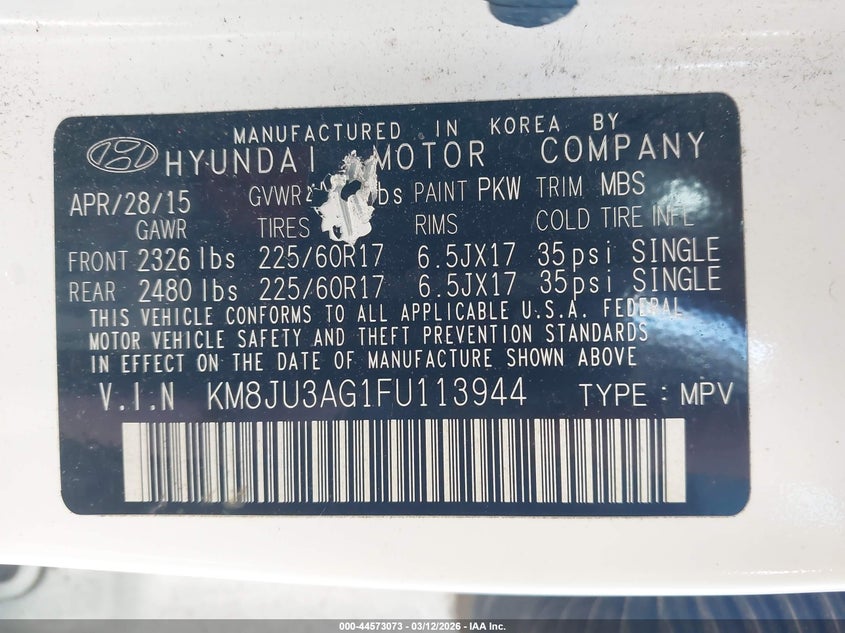 MANUFACTURED IN KOREA BY
HYUNDAI MOTOR COMPANY
APR/28/15 GVWR lbs PAINT PKW TRIM MBS
GAWR TIRES RIMS COLD TIRE INFL
FRONT 2326 lbs 225/60R17 6.5JX17 35psi SINGLE
REAR 2480 lbs 225/60R17 6.5JX17 35psi SINGLE
THIS VEHICLE CONFORMS TO ALL APPLICABLE U.S.A. FEDERAL
MOTOR VEHICLE SAFETY AND THEFT PREVENTION STANDARDS
IN EFFECT ON THE DATE OF MANUFACTURE SHOWN ABOVE
V.I.N KM8JU3AG1FU113944 TYPE : MPV
000-44573073 - 03/12/2026 - IAA Inc.